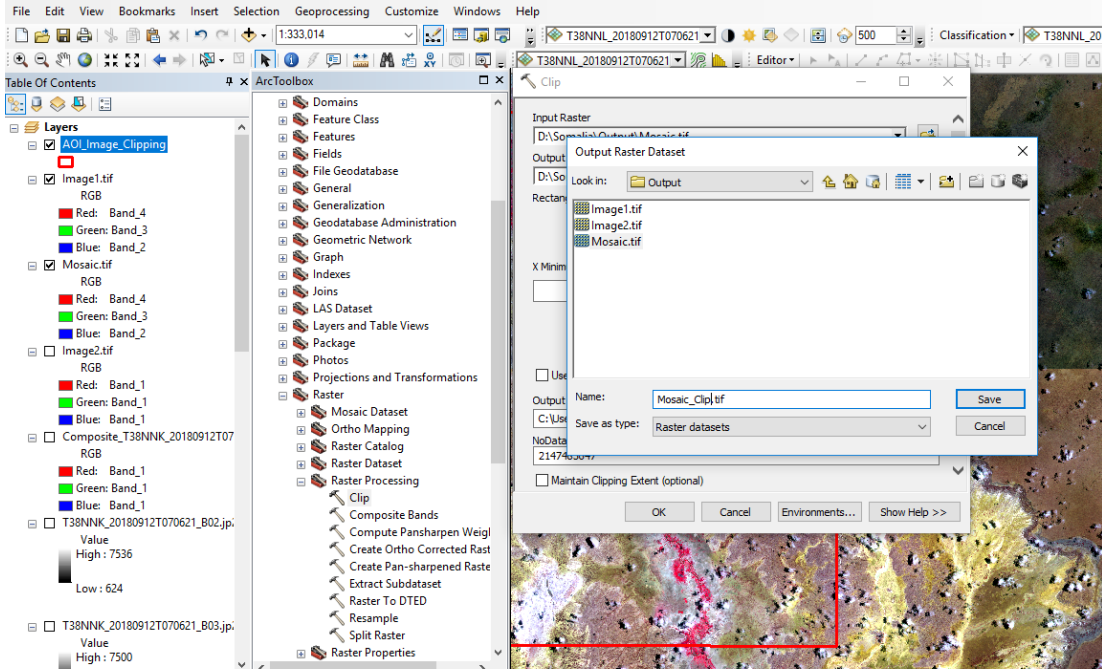 File Edit View Bookmarks Insert Selection Geoprocessing Customize Windows Help
1:333,014
T38NNL_20180912T070621
500
Classification
T38NNL_20
T38NNL_20180912T070621
Editor
Table Of Contents
Layers
AOI_Image_Clipping
Image1.tif
RGB
Red: Band_4
Green: Band_3
Blue: Band_2
Mosaic.tif
RGB
Red: Band_4
Green: Band_3
Blue: Band_2
Image2.tif
RGB
Red: Band_1
Green: Band_1
Blue: Band_1
Composite_T38NNK_20180912T07
RGB
Red: Band_1
Green: Band_1
Blue: Band_1
T38NNK_20180912T070621_B02.jp2
Value
High : 7536
Low : 624
T38NNK_20180912T070621_B03.jp2
Value
High : 7500
ArcToolbox
Domains
Feature Class
Features
Fields
File Geodatabase
General
Generalization
Geodatabase Administration
Geometric Network
Graph
Indexes
Joins
LAS Dataset
Layers and Table Views
Package
Photos
Projections and Transformations
Raster
Mosaic Dataset
Ortho Mapping
Raster Catalog
Raster Dataset
Raster Processing
Clip
Composite Bands
Compute Pansharpen Weigl
Create Ortho Corrected Rast
Create Pan-sharpened Raste
Extract Subdataset
Raster To DTED
Resample
Split Raster
Raster Properties
Clip
Input Raster
D:\Somalia\Output\Mosaic.tif
Output
D:\So
Rectan
X Minim
Use
Output
C:\Use
NoData
2147483647
Maintain Clipping Extent (optional)
OK
Cancel
Environments...
Show Help >>
Output Raster Dataset
Look in:
Output
Image1.tif
Image2.tif
Mosaic.tif
Name:
Mosaic_Clip.tif
Save
Save as type:
Raster datasets
Cancel